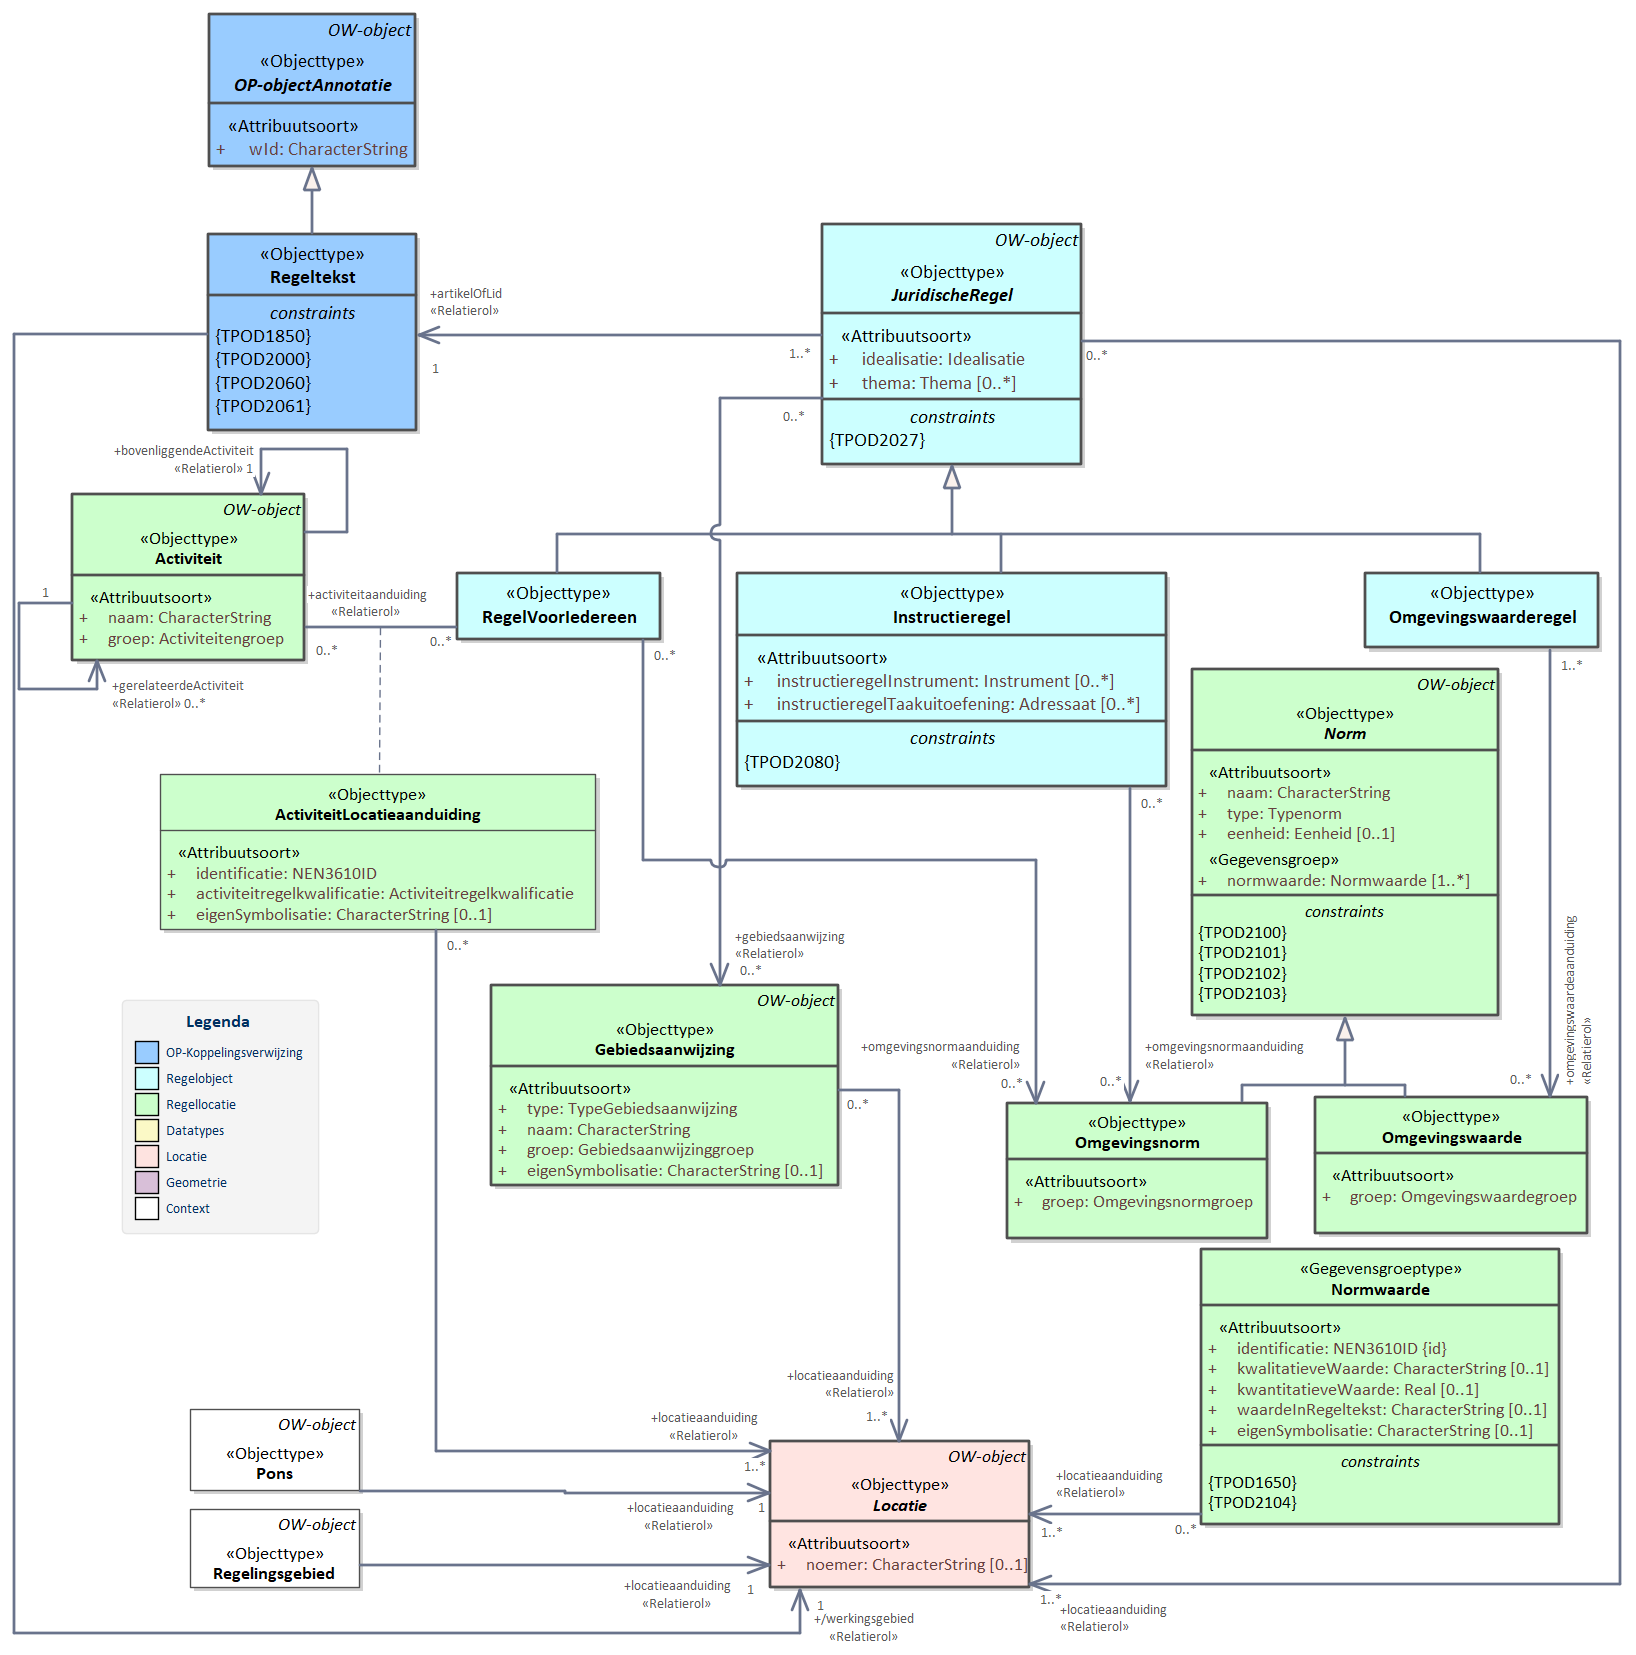 OW-object
«Objecttype»
OP-objectAnnotatie
«Attribuutsoort»
+ wId: CharacterString
«Objecttype»
Regeltekst
constraints
{TPOD1850}
{TPOD2000}
{TPOD2060}
{TPOD2061}
+artikelOfLid
«Relatierol»
1
1..*
OW-object
«Objecttype»
JuridischeRegel
«Attribuutsoort»
+ idealisatie: Idealisatie
+ thema: Thema [0..*]
constraints
{TPOD2027}
0..*
0..*
+bovenliggendeActiviteit
«Relatierol» 1
OW-object
«Objecttype»
Activiteit
«Attribuutsoort»
+ naam: CharacterString
+ groep: Activiteitengroep
1
+gerelateerdeActiviteit
«Relatierol» 0..*
+activiteitaanduiding
«Relatierol»
0..*
0..*
«Objecttype»
RegelVoorIedereen
0..*
«Objecttype»
Instructieregel
«Attribuutsoort»
+ instructieregelInstrument: Instrument [0..*]
+ instructieregelTaakuitoefening: Adressaat [0..*]
constraints
{TPOD2080}
0..*
«Objecttype»
Omgevingswaarderegel
1..*
OW-object
«Objecttype»
Norm
«Attribuutsoort»
+ naam: CharacterString
+ type: Typenorm
+ eenheid: Eenheid [0..1]
«Gegevensgroep»
+ normwaarde: Normwaarde [1..*]
constraints
{TPOD2100}
{TPOD2101}
{TPOD2102}
{TPOD2103}
«Objecttype»
ActiviteitLocatieaanduiding
«Attribuutsoort»
+ identificatie: NEN3610ID
+ activiteitregelkwalificatie: Activiteitregelkwalificatie
+ eigenSymbolisatie: CharacterString [0..1]
0..*
+gebiedsaanwijzing
«Relatierol»
0..*
+omgevingswaardeaanduiding
«Relatierol»
0..*
Legenda
OP-Koppelingsverwijzing
Regelobject
Regellocatie
Datatypes
Locatie
Geometrie
Context
OW-object
«Objecttype»
Gebiedsaanwijzing
«Attribuutsoort»
+ type: TypeGebiedsaanwijzing
+ naam: CharacterString
+ groep: Gebiedsaanwijzinggroep
+ eigenSymbolisatie: CharacterString [0..1]
0..*
+omgevingsnormaanduiding
«Relatierol»
0..*
+omgevingsnormaanduiding
«Relatierol»
0..*
«Objecttype»
Omgevingsnorm
«Attribuutsoort»
+ groep: Omgevingsnormgroep
«Objecttype»
Omgevingswaarde
«Attribuutsoort»
+ groep: Omgevingswaardegroep
«Gegevensgroeptype»
Normwaarde
«Attribuutsoort»
+ identificatie: NEN3610ID {id}
+ kwalitatieveWaarde: CharacterString [0..1]
+ kwantitatieveWaarde: Real [0..1]
+ waardeInRegeltekst: CharacterString [0..1]
+ eigenSymbolisatie: CharacterString [0..1]
constraints
{TPOD1650}
{TPOD2104}
+locatieaanduiding
«Relatierol»
1..*
+locatieaanduiding
«Relatierol»
1..*
OW-object
«Objecttype»
Pons
+locatieaanduiding
«Relatierol»
1
OW-object
«Objecttype»
Regelingsgebied
+locatieaanduiding
«Relatierol»
1
OW-object
«Objecttype»
Locatie
«Attribuutsoort»
+ noemer: CharacterString [0..1]
+locatieaanduiding
«Relatierol»
1..*
0..*
1..*
+locatieaanduiding
«Relatierol»
1
+/werkingsgebied
«Relatierol»